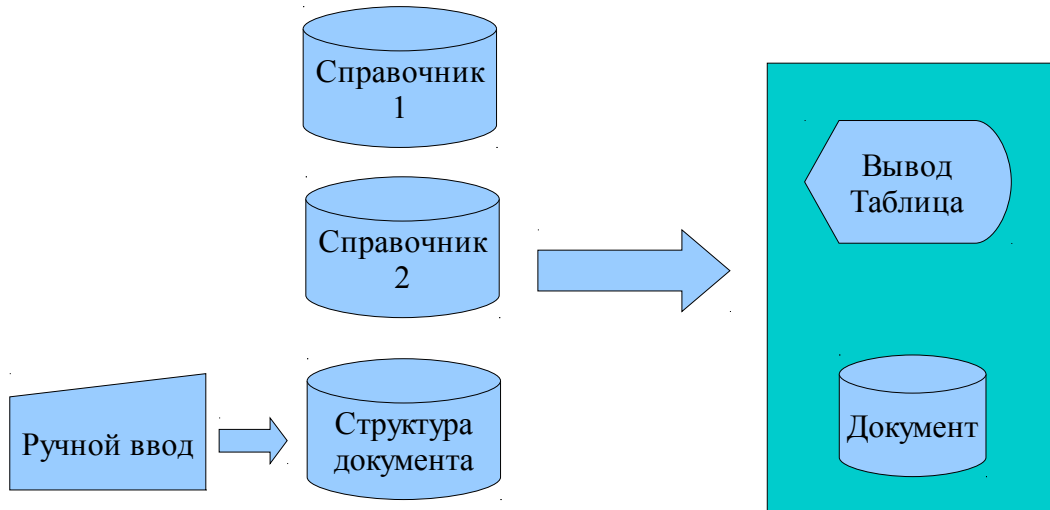 Справочник
1
Справочник
2
Ручной ввод
Структура
документа
Вывод
Таблица
Документ